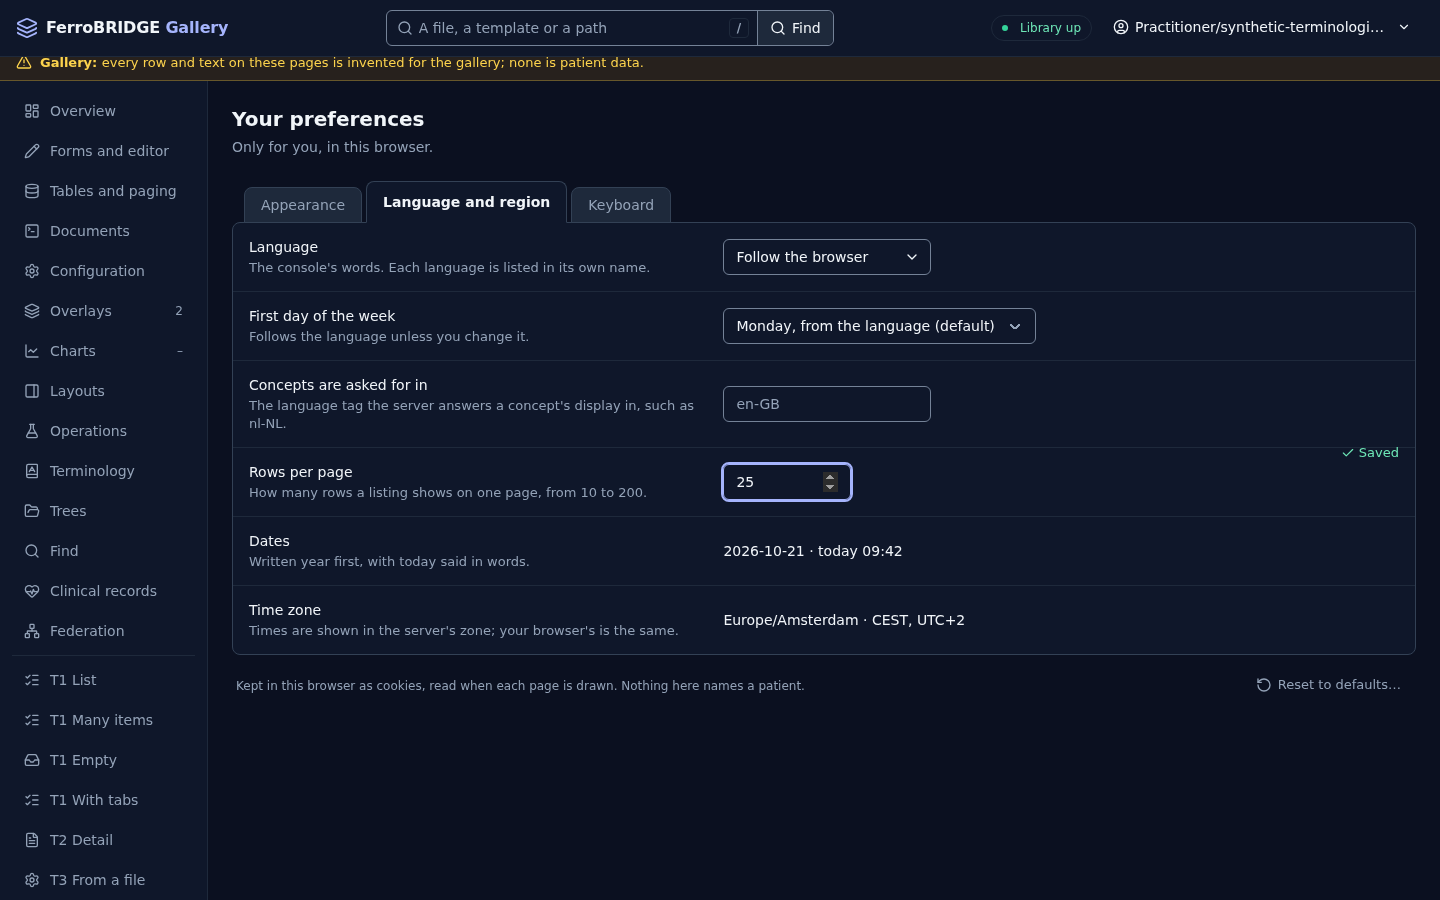 FerroBRIDGE Gallery
A file, a template or a path
/
Find
Library up
Practitioner/synthetic-terminologi...
Gallery: every row and text on these pages is invented for the gallery; none is patient data.
Overview
Forms and editor
Tables and paging
Documents
Configuration
Overlays 2
Charts –
Layouts
Operations
Terminology
Trees
Find
Clinical records
Federation
T1 List
T1 Many items
T1 Empty
T1 With tabs
T2 Detail
T3 From a file
Your preferences
Only for you, in this browser.
Appearance
Language and region
Keyboard
Language
The console's words. Each language is listed in its own name.
Follow the browser
First day of the week
Follows the language unless you change it.
Monday, from the language (default)
Concepts are asked for in
The language tag the server answers a concept's display in, such as
nl-NL.
en-GB
Saved
Rows per page
How many rows a listing shows on one page, from 10 to 200.
25
Dates
Written year first, with today said in words.
2026-10-21 · today 09:42
Time zone
Times are shown in the server's zone; your browser's is the same.
Europe/Amsterdam · CEST, UTC+2
Kept in this browser as cookies, read when each page is drawn. Nothing here names a patient.
Reset to defaults...